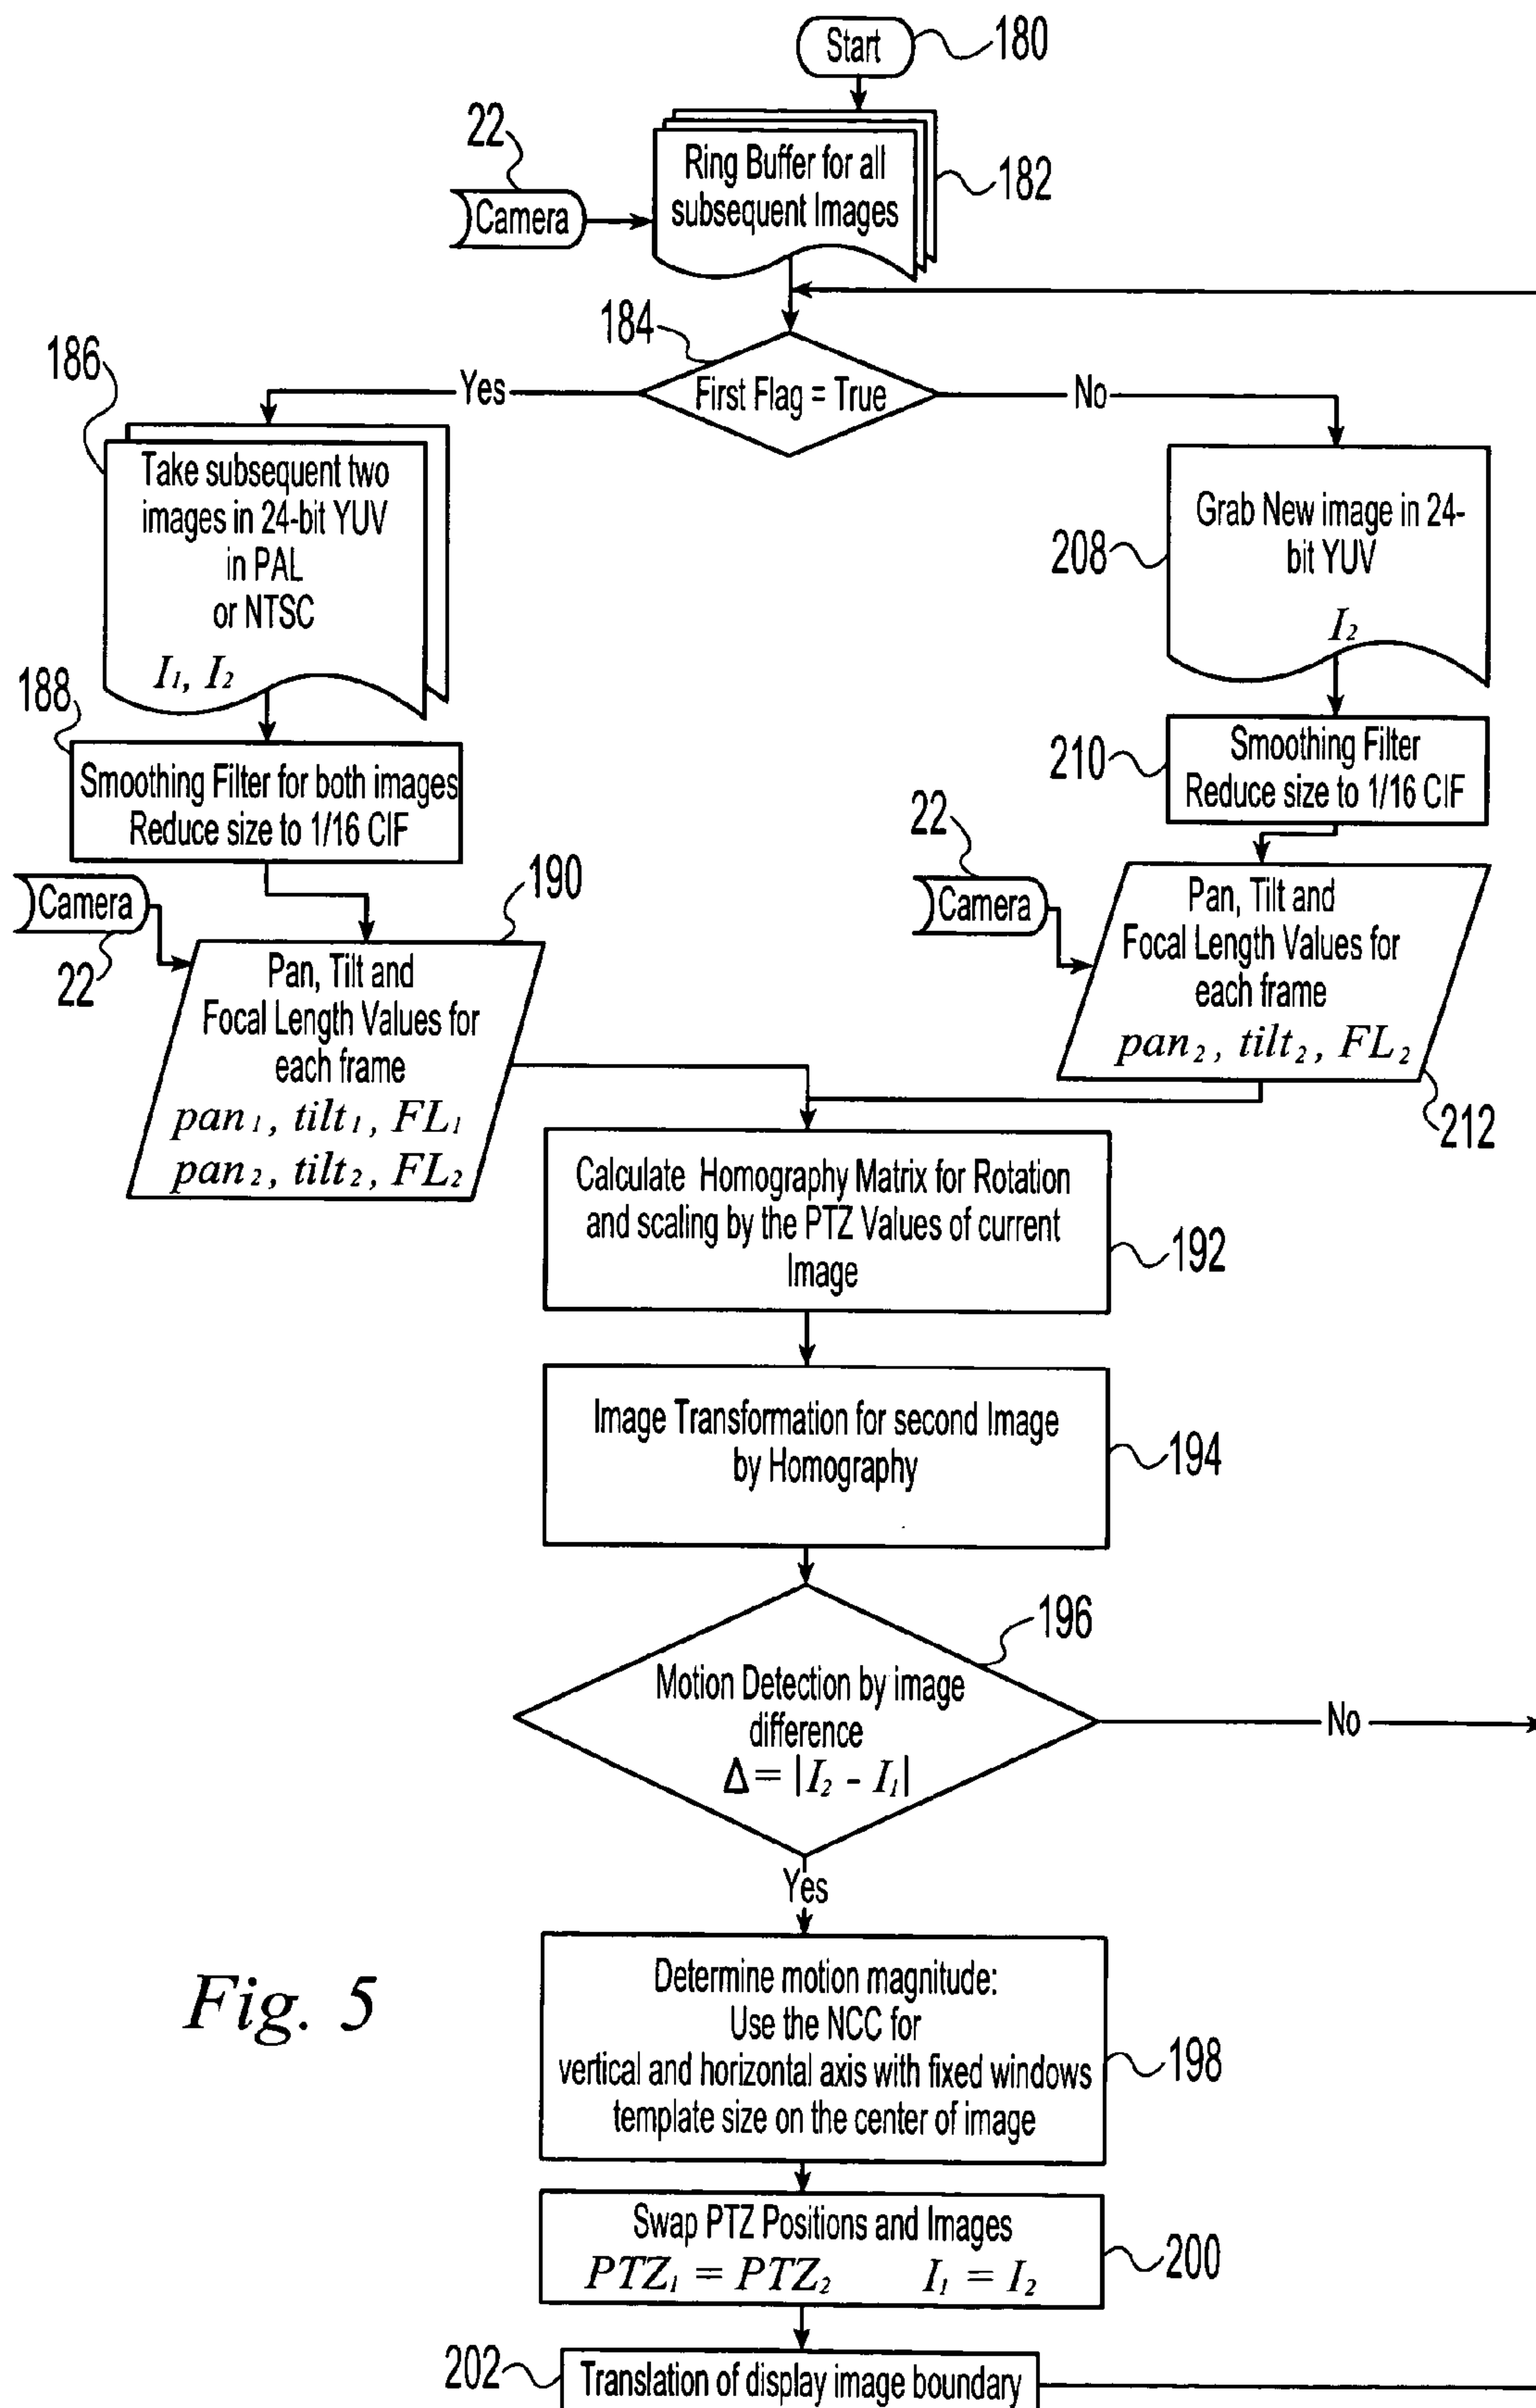 Start
180
22
Camera
Ring Buffer for all
subsequent Images
182
184
First Flag = True
Yes
No
186
Take subsequent two
images in 24-bit YUV
in PAL
or NTSC
I₁, I₂
208
Grab New image in 24-
bit YUV
I₂
188
Smoothing Filter for both images
Reduce size to 1/16 CIF
210
Smoothing Filter
Reduce size to 1/16 CIF
Camera
22
190
Pan, Tilt and
Focal Length Values for
each frame
pan₁, tilt₁, FL₁
pan₂, tilt₂, FL₂
22
Camera
Pan, Tilt and
Focal Length Values for
each frame
pan₂, tilt₂, FL₂
212
Calculate Homography Matrix for Rotation
and scaling by the PTZ Values of current
Image
192
Image Transformation for second Image
by Homography
194
196
Motion Detection by image
difference
Δ = |I₂ - I₁|
No
Yes
Fig. 5
Determine motion magnitude:
Use the NCC for
vertical and horizontal axis with fixed windows
template size on the center of image
198
Swap PTZ Positions and Images
PTZ₁ = PTZ₂ I₁ = I₂
200
202
Translation of display image boundary